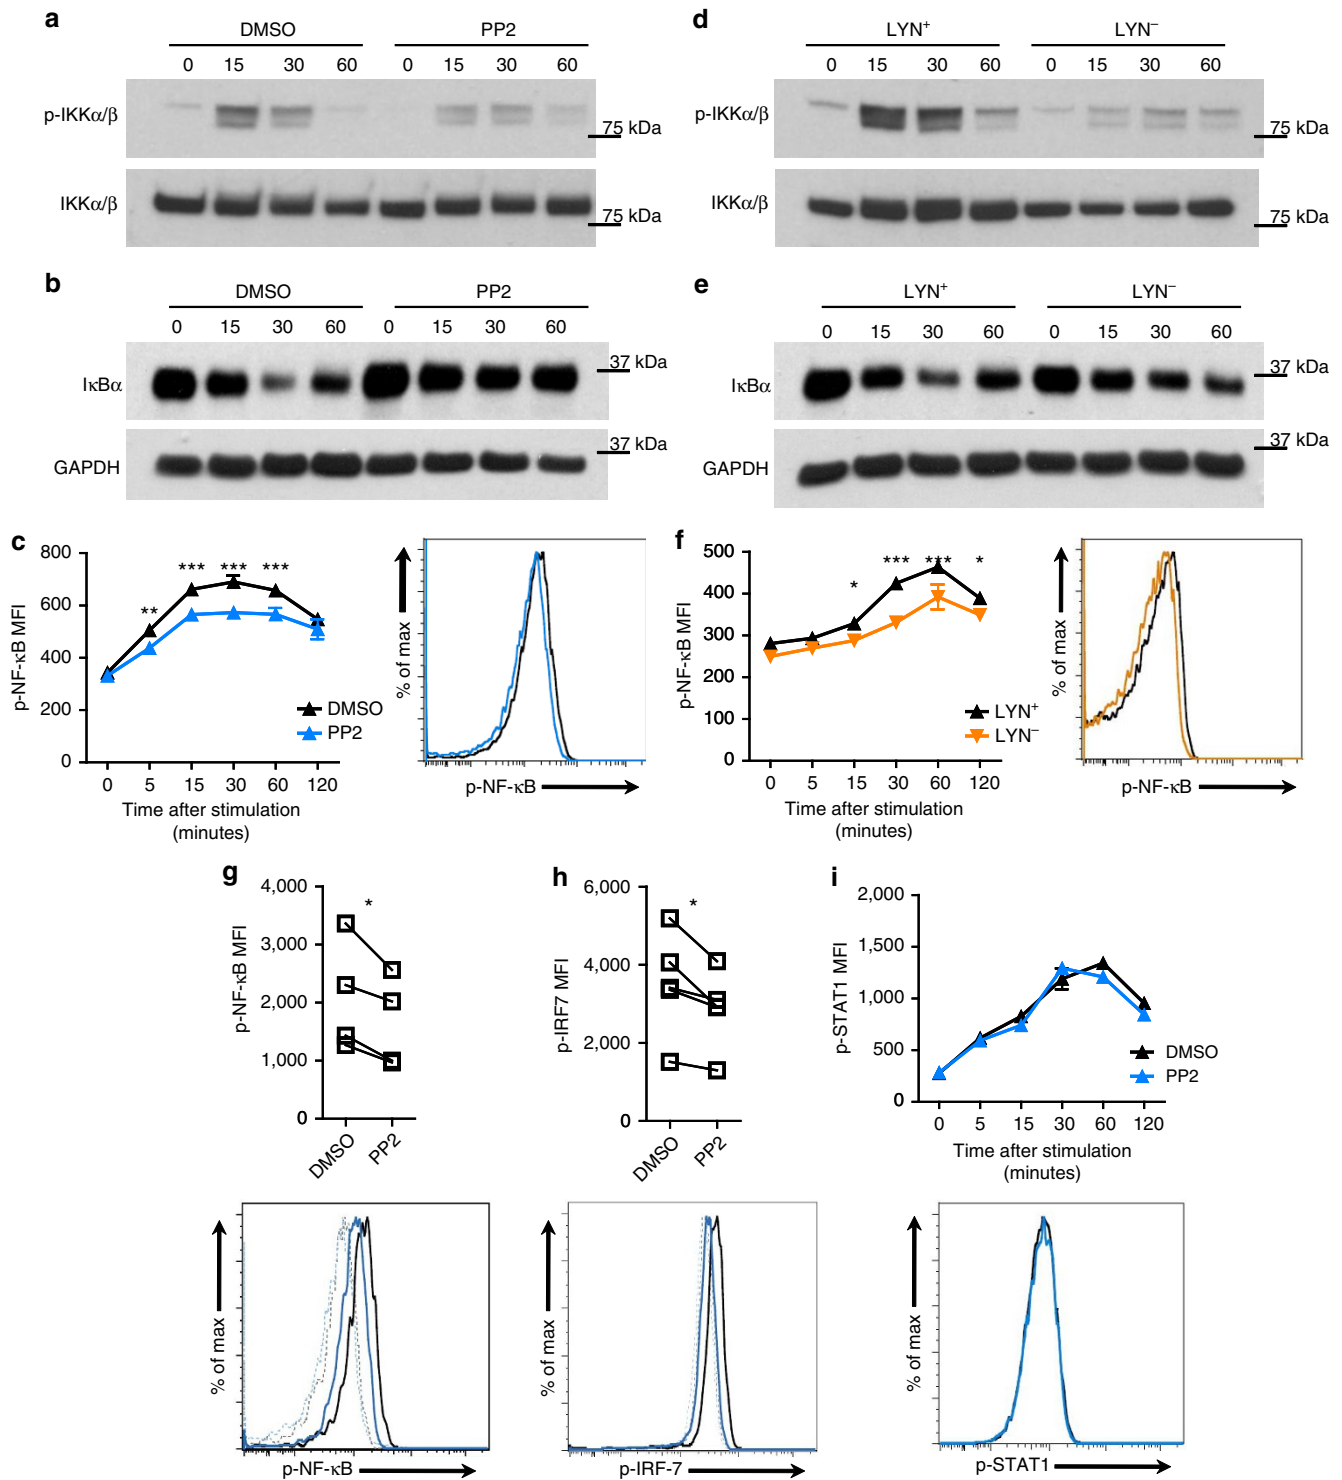 a
DMSO PP2
0 15 30 60 0 15 30 60
p-IKKα/β
75 kDa
IKKα/β
75 kDa
d
LYN⁺ LYN⁻
0 15 30 60 0 15 30 60
p-IKKα/β
75 kDa
IKKα/β
75 kDa
b
DMSO PP2
0 15 30 60 0 15 30 60
IκBα
37 kDa
GAPDH
37 kDa
e
LYN⁺ LYN⁻
0 15 30 60 0 15 30 60
IκBα
37 kDa
GAPDH
37 kDa
c
p-NF-κB MFI
800
600
400
200
0
** *** *** ***
DMSO
PP2
0 5 15 30 60 120
Time after stimulation
(minutes)
% of max
p-NF-κB
f
p-NF-κB MFI
500
400
300
200
100
0
* *** *** *
LYN⁺
LYN⁻
0 5 15 30 60 120
Time after stimulation
(minutes)
% of max
p-NF-κB
g
p-NF-κB MFI
4,000
3,000
2,000
1,000
0
*
DMSO PP2
% of max
p-NF-κB
h
p-IRF7 MFI
6,000
4,000
2,000
0
*
DMSO PP2
% of max
p-IRF-7
i
p-STAT1 MFI
2,000
1,500
1,000
500
0
DMSO
PP2
0 5 15 30 60 120
Time after stimulation
(minutes)
% of max
p-STAT1